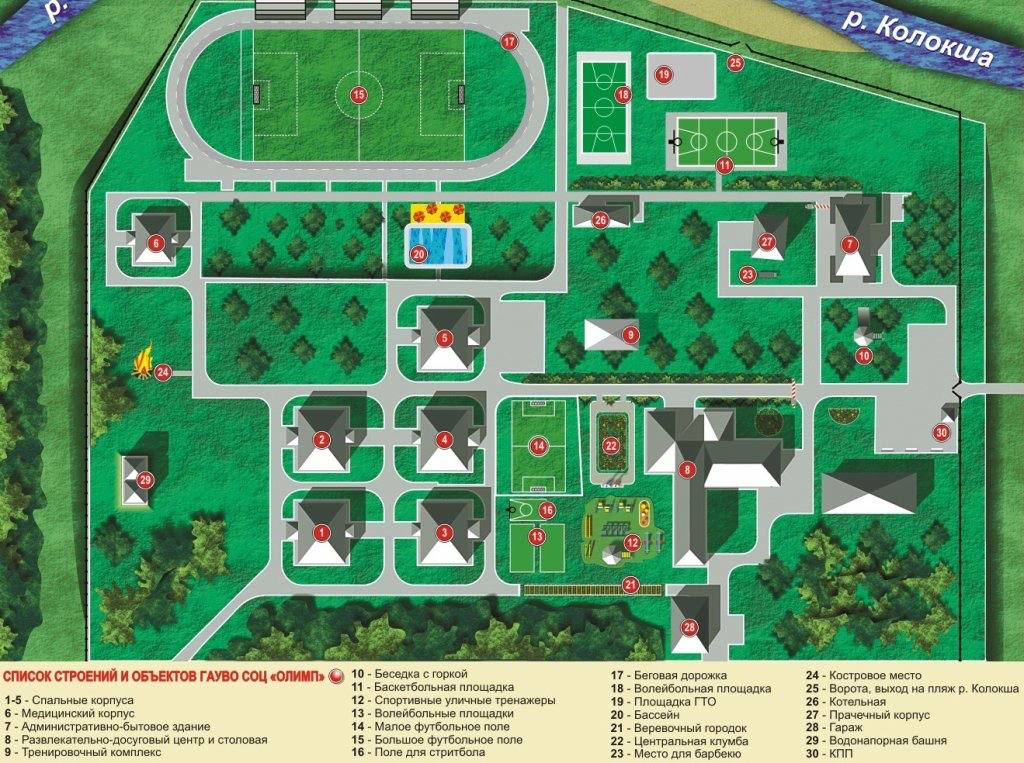 р.
р. Колокша
17
15
18
19
25
11
6
20
26
27
7
23
5
9
10
24
2
4
14
22
30
8
29
16
1
3
13
12
21
28
СПИСОК СТРОЕНИЙ И ОБЪЕКТОВ ГАУВО СОЦ «ОЛИМП»
1-5 - Спальные корпуса
6 - Медицинский корпус
7 - Административно-бытовое здание
8 - Развлекательно-досуговый центр и столовая
9 - Тренировочный комплекс
10 - Беседка с горкой
11 - Баскетбольная площадка
12 - Спортивные уличные тренажеры
13 - Волейбольные площадки
14 - Малое футбольное поле
15 - Большое футбольное поле
16 - Поле для стритбола
17 - Беговая дорожка
18 - Волейбольная площадка
19 - Площадка ГТО
20 - Бассейн
21 - Веревочный городок
22 - Центральная клумба
23 - Место для барбекю
24 - Костровое место
25 - Ворота, выход на пляж р. Колокша
26 - Котельная
27 - Прачечный корпус
28 - Гараж
29 - Водонапорная башня
30 - КПП